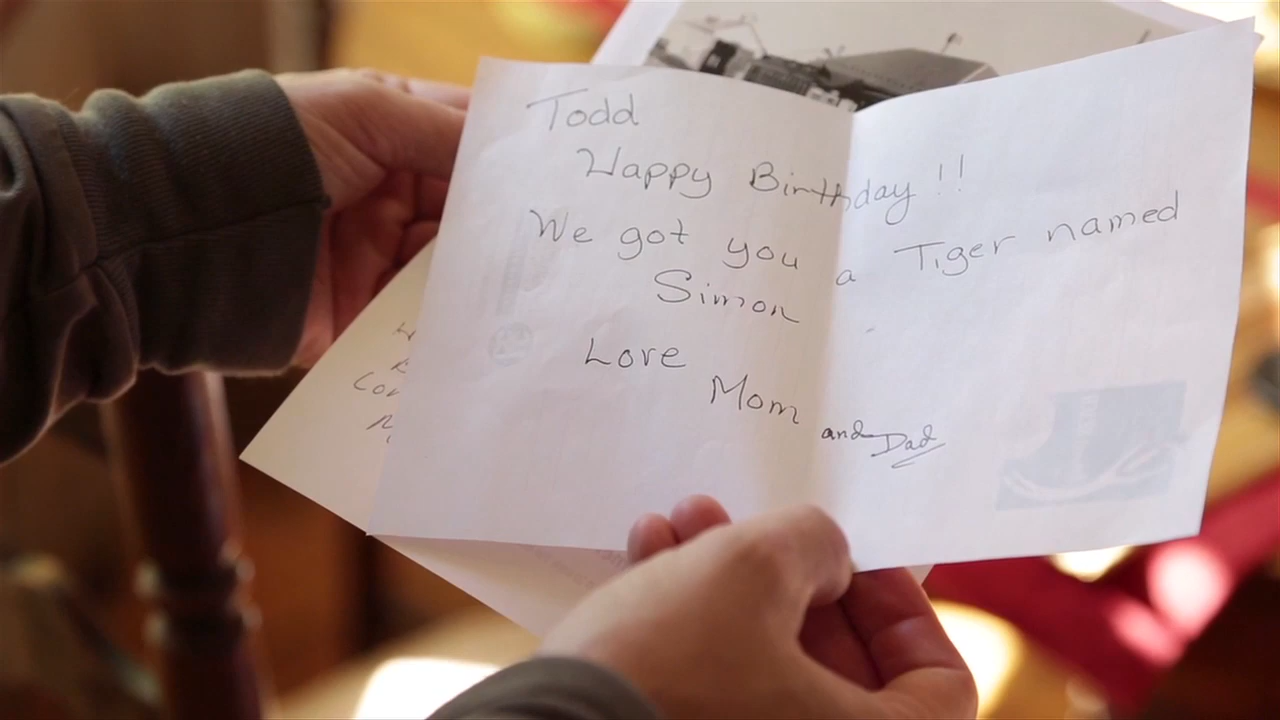 Todd
Happy Birthday !!
We got you a Tiger named
Simon
Love
Mom and Dad